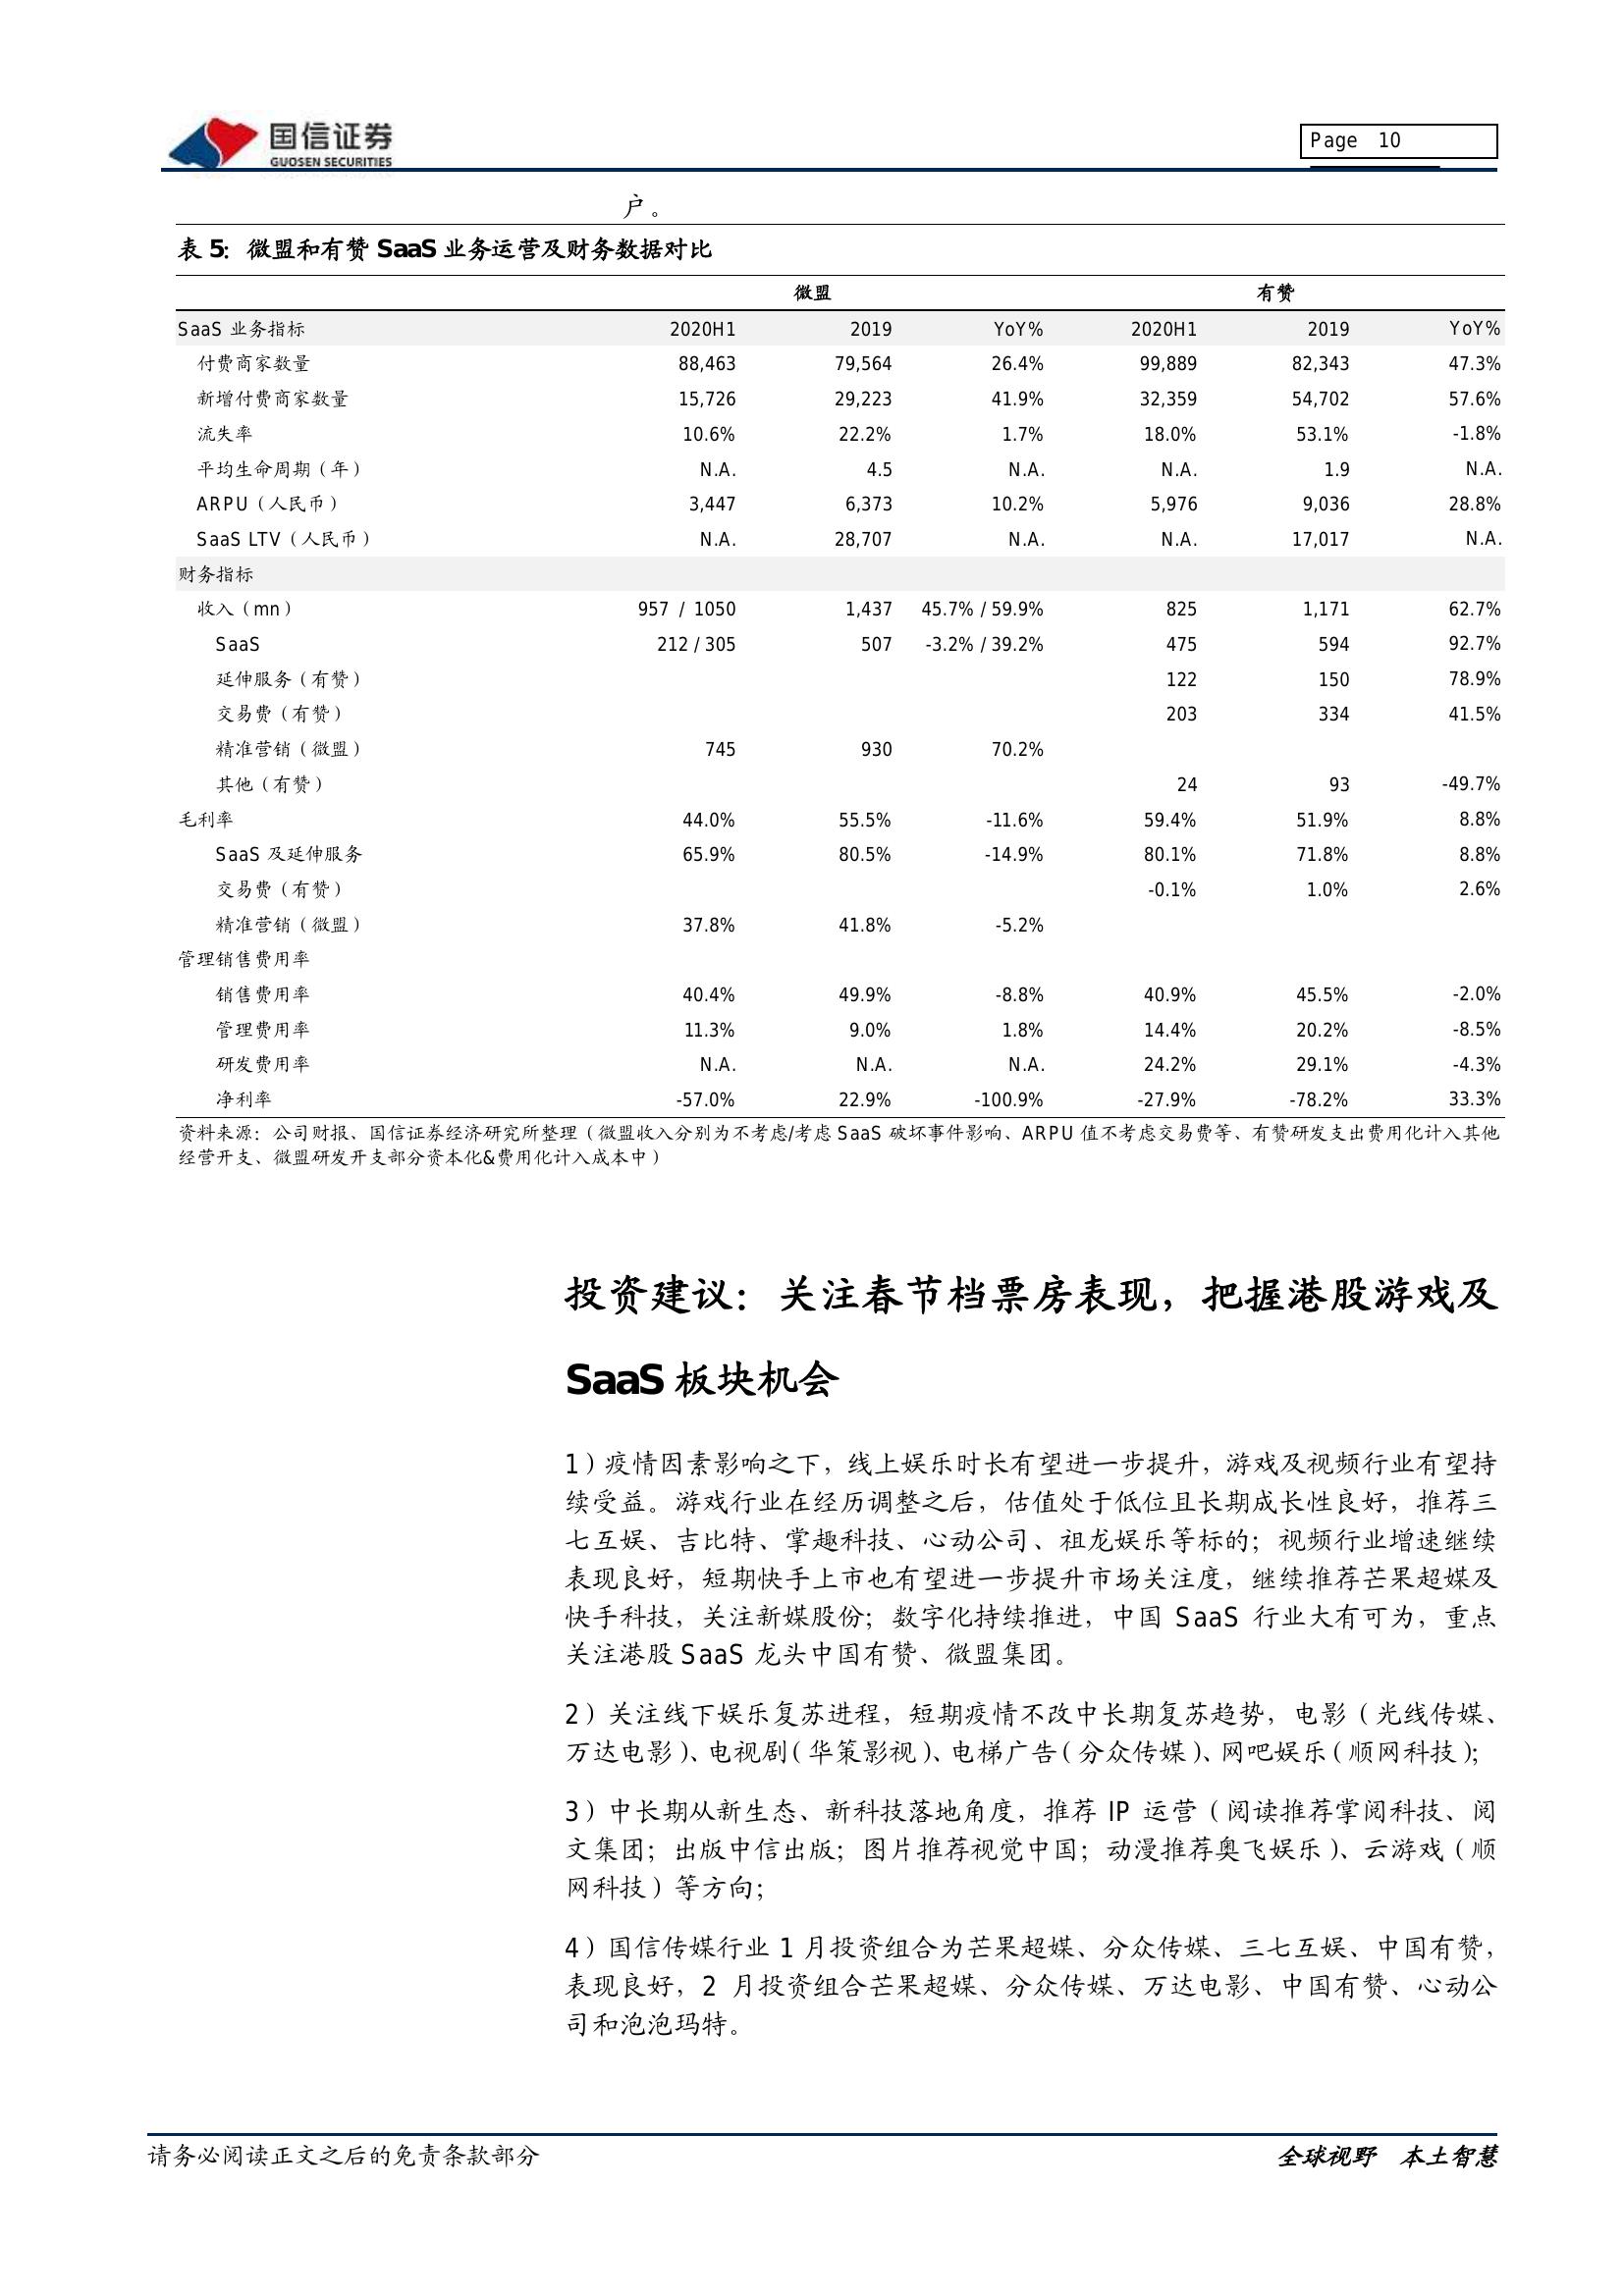 国信证券
GUOSEN SECURITIES
Page 10
户。
表 5: 微盟和有赞 SaaS 业务运营及财务数据对比
微盟 有赞
SaaS 业务指标 2020H1 2019 YoY% 2020H1 2019 YoY%
付费商家数量 88,463 79,564 26.4% 99,889 82,343 47.3%
新增付费商家数量 15,726 29,223 41.9% 32,359 54,702 57.6%
流失率 10.6% 22.2% 1.7% 18.0% 53.1% -1.8%
平均生命周期（年） N.A. 4.5 N.A. N.A. 1.9 N.A.
ARPU（人民币） 3,447 6,373 10.2% 5,976 9,036 28.8%
SaaS LTV（人民币） N.A. 28,707 N.A. N.A. 17,017 N.A.
财务指标
收入（mn） 957 / 1050 1,437 45.7% / 59.9% 825 1,171 62.7%
SaaS 212 / 305 507 -3.2% / 39.2% 475 594 92.7%
延伸服务（有赞） 122 150 78.9%
交易费（有赞） 203 334 41.5%
精准营销（微盟） 745 930 70.2%
其他（有赞） 24 93 -49.7%
毛利率 44.0% 55.5% -11.6% 59.4% 51.9% 8.8%
SaaS 及延伸服务 65.9% 80.5% -14.9% 80.1% 71.8% 8.8%
交易费（有赞） -0.1% 1.0% 2.6%
精准营销（微盟） 37.8% 41.8% -5.2%
管理销售费用率
销售费用率 40.4% 49.9% -8.8% 40.9% 45.5% -2.0%
管理费用率 11.3% 9.0% 1.8% 14.4% 20.2% -8.5%
研发费用率 N.A. N.A. N.A. 24.2% 29.1% -4.3%
净利率 -57.0% 22.9% -100.9% -27.9% -78.2% 33.3%
资料来源：公司财报、国信证券经济研究所整理（微盟收入分别为不考虑/考虑 SaaS 破坏事件影响、ARPU 值不考虑交易费等、有赞研发支出费用化计入其他
经营开支、微盟研发开支部分资本化&费用化计入成本中）
投资建议：关注春节档票房表现，把握港股游戏及
SaaS 板块机会
1）疫情因素影响之下，线上娱乐时长有望进一步提升，游戏及视频行业有望持
续受益。游戏行业在经历调整之后，估值处于低位且长期成长性良好，推荐三
七互娱、吉比特、掌趣科技、心动公司、祖龙娱乐等标的；视频行业增速继续
表现良好，短期快手上市也有望进一步提升市场关注度，继续推荐芒果超媒及
快手科技，关注新媒股份；数字化持续推进，中国 SaaS 行业大有可为，重点
关注港股 SaaS 龙头中国有赞、微盟集团。
2）关注线下娱乐复苏进程，短期疫情不改中长期复苏趋势，电影（光线传媒、
万达电影）、电视剧（华策影视）、电梯广告（分众传媒）、网吧娱乐（顺网科技）；
3）中长期从新生态、新科技落地角度，推荐 IP 运营（阅读推荐掌阅科技、阅
文集团；出版中信出版；图片推荐视觉中国；动漫推荐奥飞娱乐）、云游戏（顺
网科技）等方向；
4）国信传媒行业 1 月投资组合为芒果超媒、分众传媒、三七互娱、中国有赞，
表现良好，2 月投资组合芒果超媒、分众传媒、万达电影、中国有赞、心动公
司和泡泡玛特。
请务必阅读正文之后的免责条款部分 全球视野 本土智慧